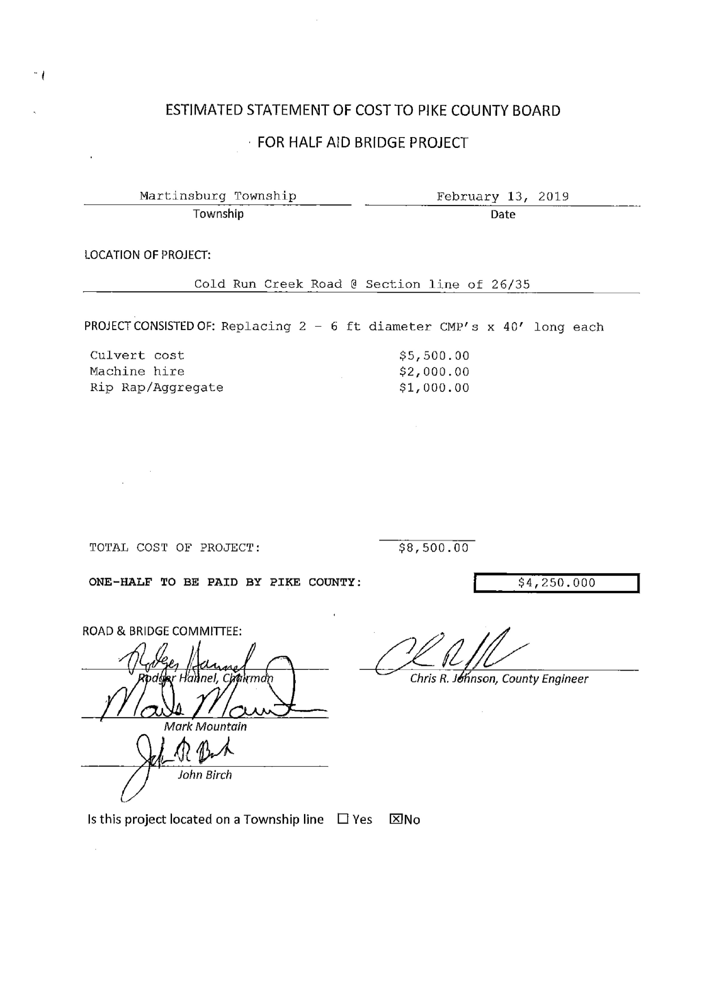 ESTIMATED STATEMENT OF COST TO PIKE COUNTY BOARD
FOR HALF AID BRIDGE PROJECT
Martinsburg Township
February 13, 2019
Township
Date
LOCATION OF PROJECT:
Cold Run Creek Road @ Section line of 26/35
PROJECT CONSISTED OF: Replacing 2 - 6 ft diameter CMP's x 40' long each
Culvert cost $5,500.00
Machine hire $2,000.00
Rip Rap/Aggregate $1,000.00
TOTAL COST OF PROJECT: $8,500.00
ONE-HALF TO BE PAID BY PIKE COUNTY: $4,250.000
ROAD & BRIDGE COMMITTEE:
Rodger Hannel
Rodger Hannel, Chairman
Chris R. Johnson, County Engineer
Mark Mountain
John R Birch
John Birch
Is this project located on a Township line ☐ Yes ☒ No